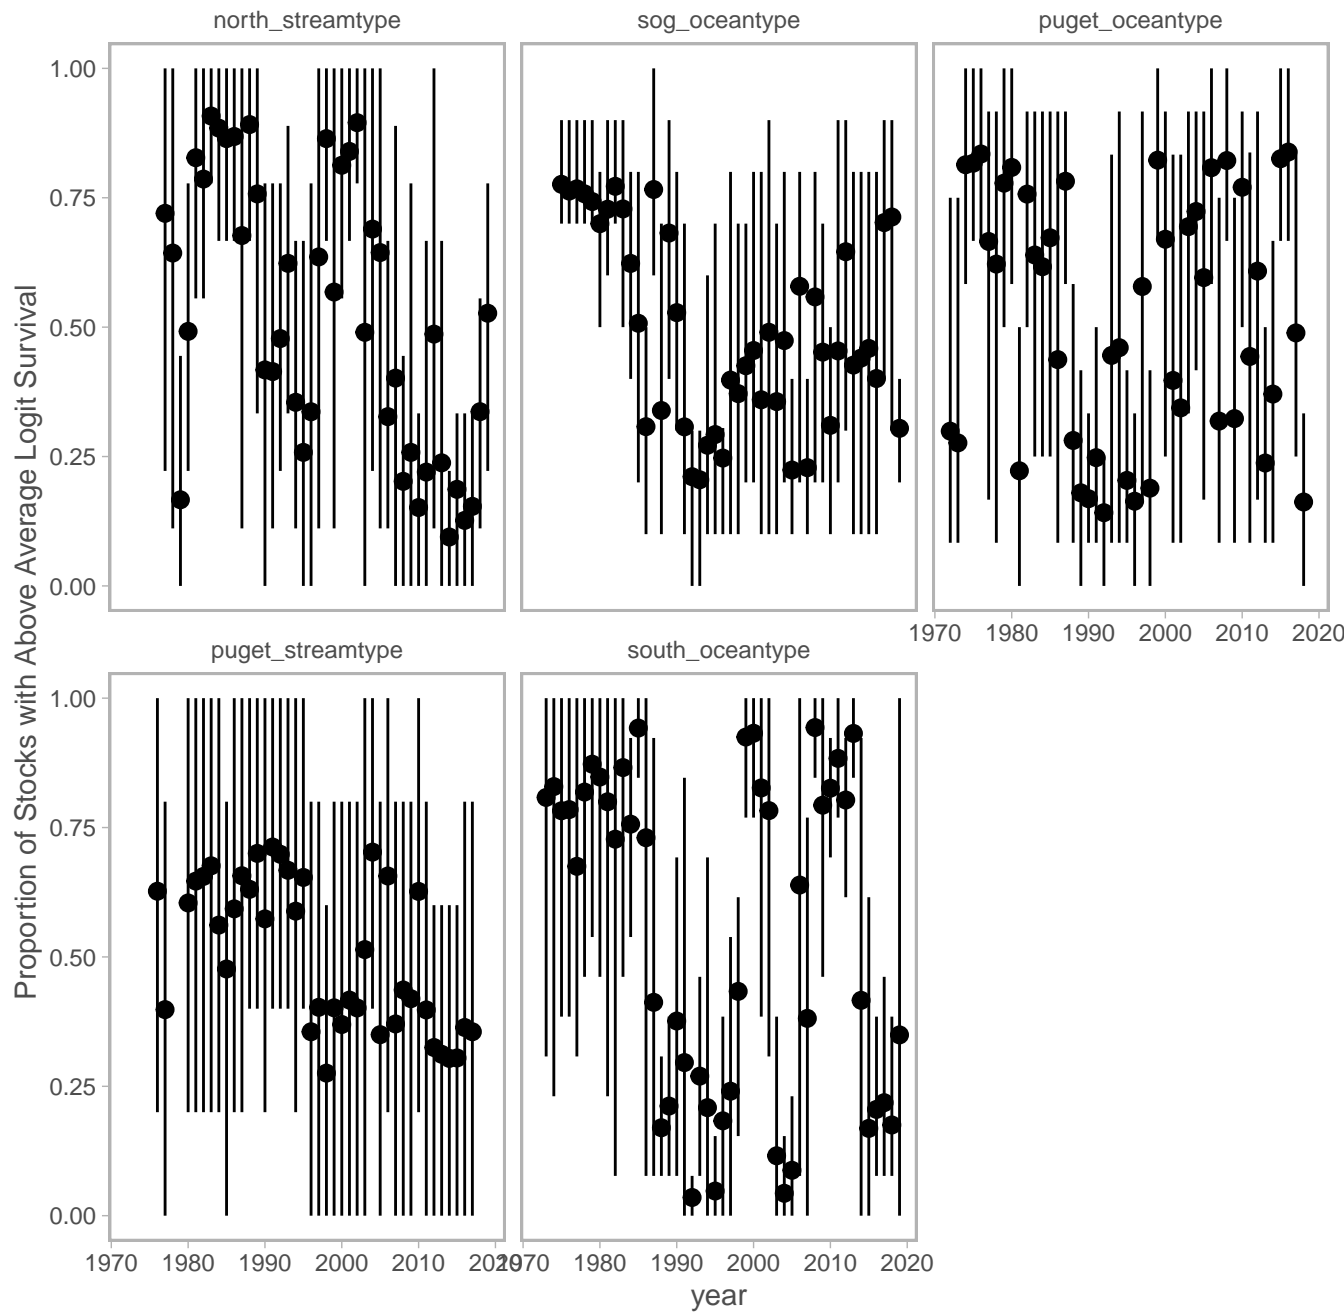 north_streamtype
sog_oceantype
puget_oceantype
1.00
0.75
0.50
0.25
0.00
1970 1980 1990 2000 2010 2020
puget_streamtype
south_oceantype
1.00
0.75
0.50
0.25
0.00
1970 1980 1990 2000 2010 2020
1970 1980 1990 2000 2010 2020
Proportion of Stocks with Above Average Logit Survival
year